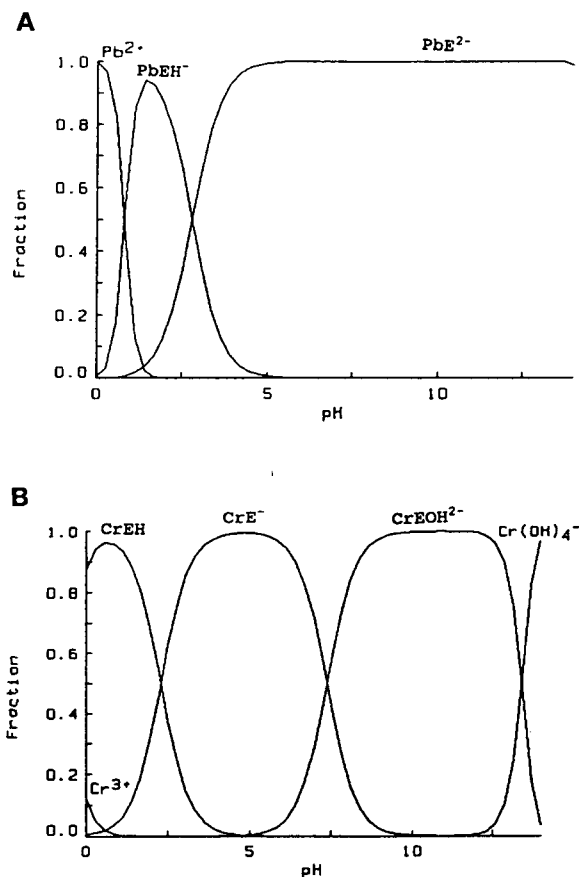 A
Pb2+
PbEH-
PbE2-
1.0
0.8
0.6
0.4
0.2
0.0
Fraction
0
5
10
pH
B
CrEH
CrE-
CrEOH2-
Cr(OH)4-
1.0
0.8
0.6
0.4
0.2
0.0
Cr3+
Fraction
0
5
10
pH